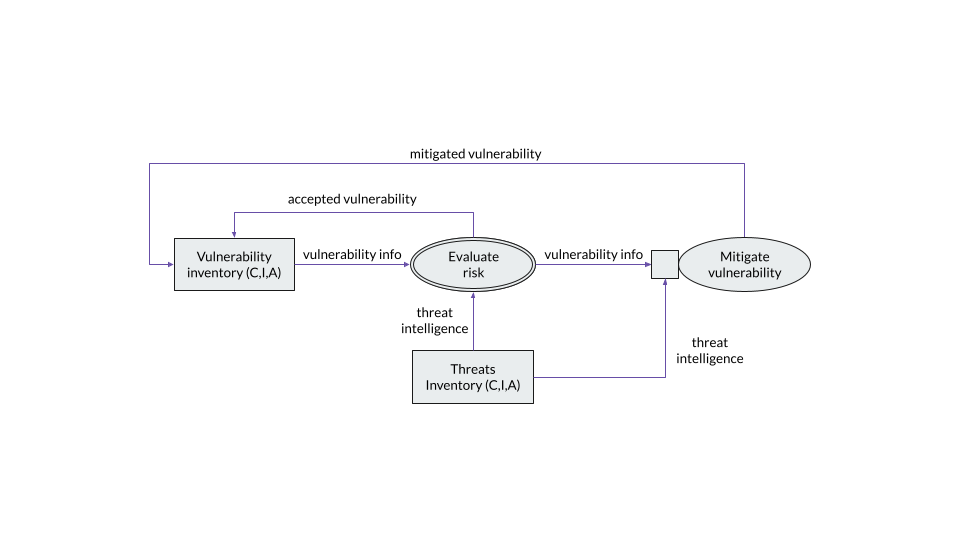 mitigated vulnerability
accepted vulnerability
Vulnerability
inventory (C,I,A)
vulnerability info
Evaluate
risk
vulnerability info
Mitigate
vulnerability
threat
intelligence
threat
intelligence
Threats
Inventory (C,I,A)